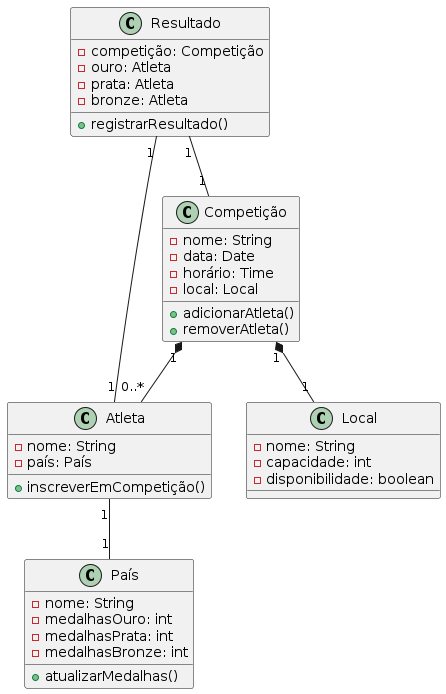 C Resultado
competição: Competição
ouro: Atleta
prata: Atleta
bronze: Atleta
registrarResultado()
1
1
1
C Competição
nome: String
data: Date
horário: Time
local: Local
adicionarAtleta()
removerAtleta()
1
1
1
0..*
1
C Atleta
nome: String
país: País
inscreverEmCompetição()
C Local
nome: String
capacidade: int
disponibilidade: boolean
1
1
C País
nome: String
medalhasOuro: int
medalhasPrata: int
medalhasBronze: int
atualizarMedalhas()